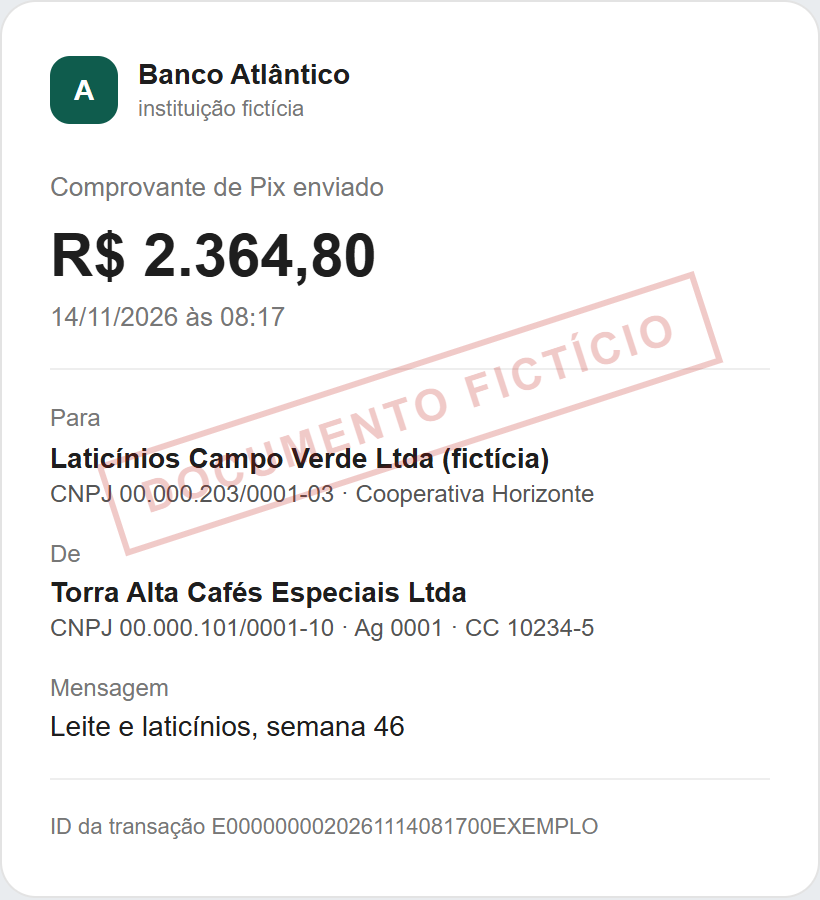 A
Banco Atlântico
instituição fictícia
Comprovante de Pix enviado
R$ 2.364,80
14/11/2026 às 08:17
DOCUMENTO FICTÍCIO
Para
Laticínios Campo Verde Ltda (fictícia)
CNPJ 00.000.203/0001-03 · Cooperativa Horizonte
De
Torra Alta Cafés Especiais Ltda
CNPJ 00.000.101/0001-10 · Ag 0001 · CC 10234-5
Mensagem
Leite e laticínios, semana 46
ID da transação E0000000020261114081700EXEMPLO